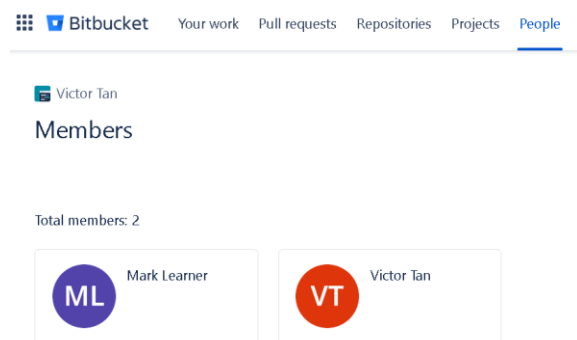 Bitbucket Your work Pull requests Repositories Projects People
Victor Tan
Members
Total members: 2
ML Mark Learner VT Victor Tan